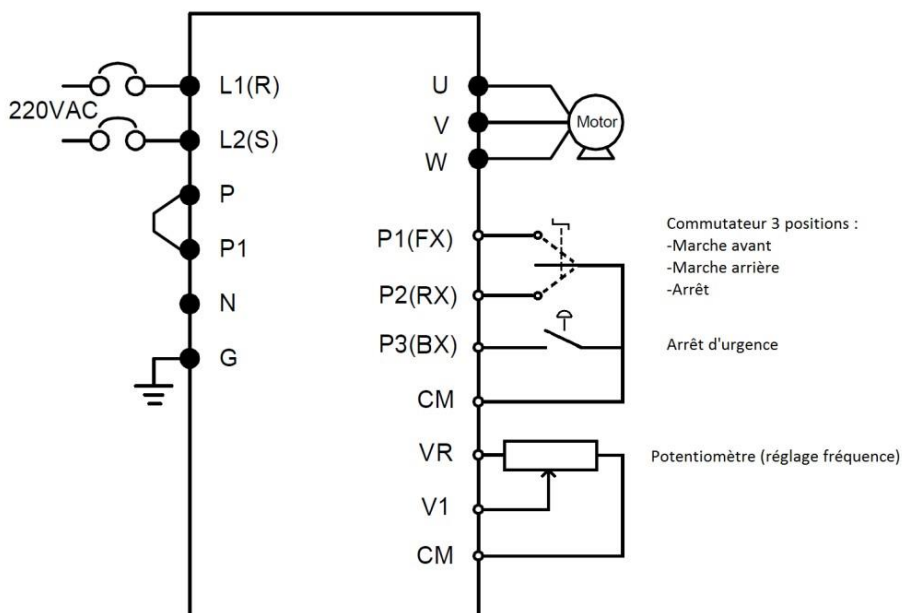 220VAC
L1(R)
L2(S)
P
P1
N
G
U
V
W
Motor
P1(FX)
P2(RX)
P3(BX)
CM
VR
V1
CM
Commutateur 3 positions :
-Marche avant
-Marche arrière
-Arrêt
Arrêt d'urgence
Potentiomètre (réglage fréquence)